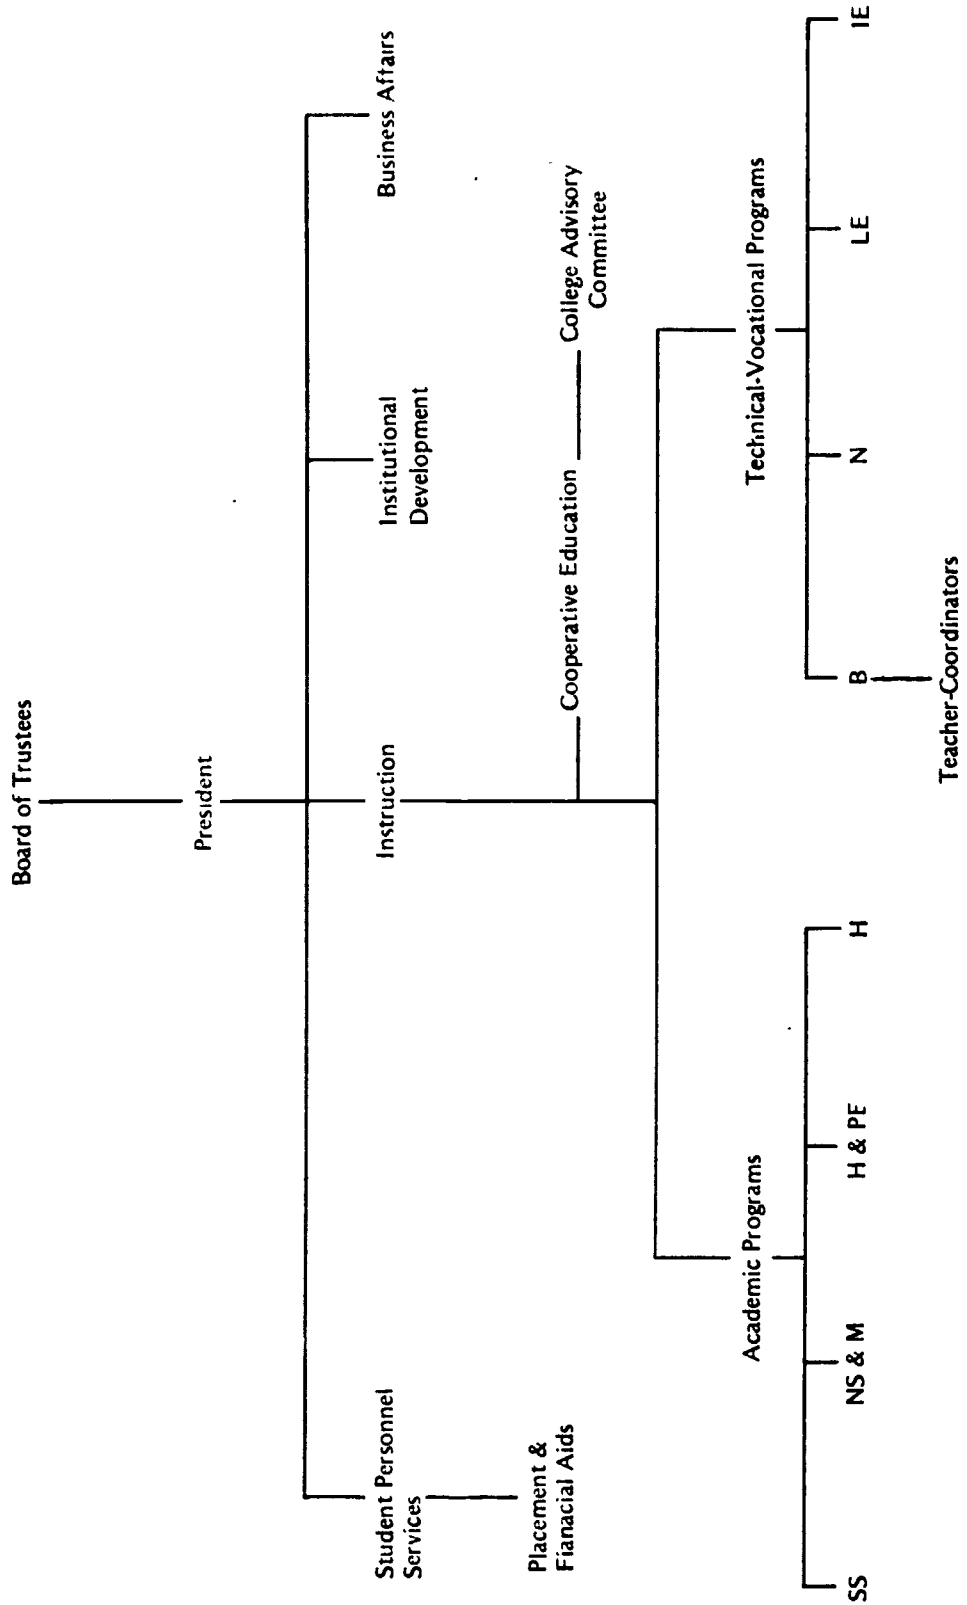 Board of Trustees
President
Student Personnel
Services
Instruction
Institutional
Development
Business Affairs
Placement &
Fianacial Aids
Cooperative Education
College Advisory
Committee
Academic Programs
Technical-Vocational Programs
SS
NS & M
H & PE
H
B
N
LE
IE
Teacher-Coordinators